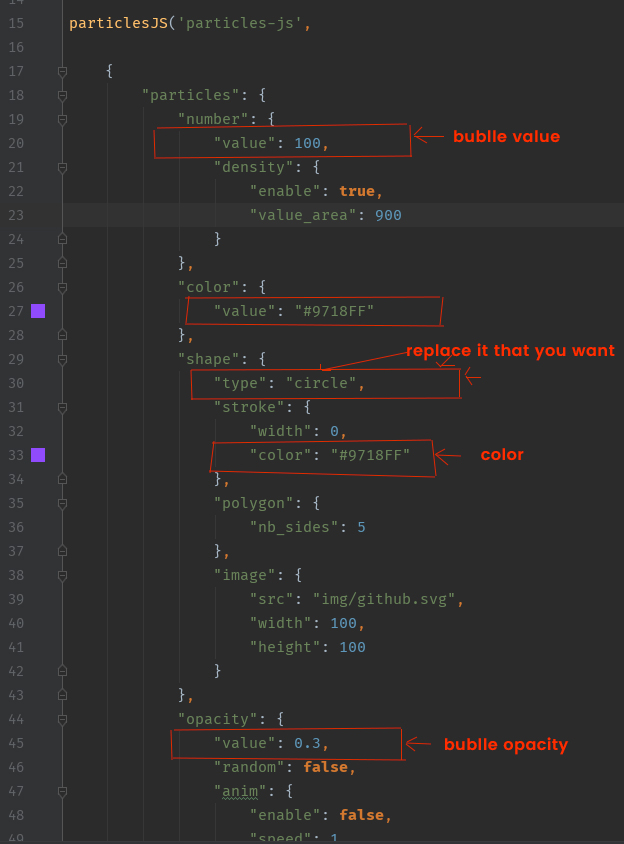 14
15 particlesJS('particles-js',
16
17 {
18 "particles": {
19 "number": {
20 "value": 100, bublle value
21 "density": {
22 "enable": true,
23 "value_area": 900
24 }
25 },
26 "color": {
27 "value": "#9718FF"
28 },
29 "shape": { replace it that you want
30 "type": "circle",
31 "stroke": {
32 "width": 0,
33 "color": "#9718FF" color
34 },
35 "polygon": {
36 "nb_sides": 5
37 },
38 "image": {
39 "src": "img/github.svg",
40 "width": 100,
41 "height": 100
42 }
43 },
44 "opacity": {
45 "value": 0.3, bublle opacity
46 "random": false,
47 "anim": {
48 "enable": false,
49 "speed": 1